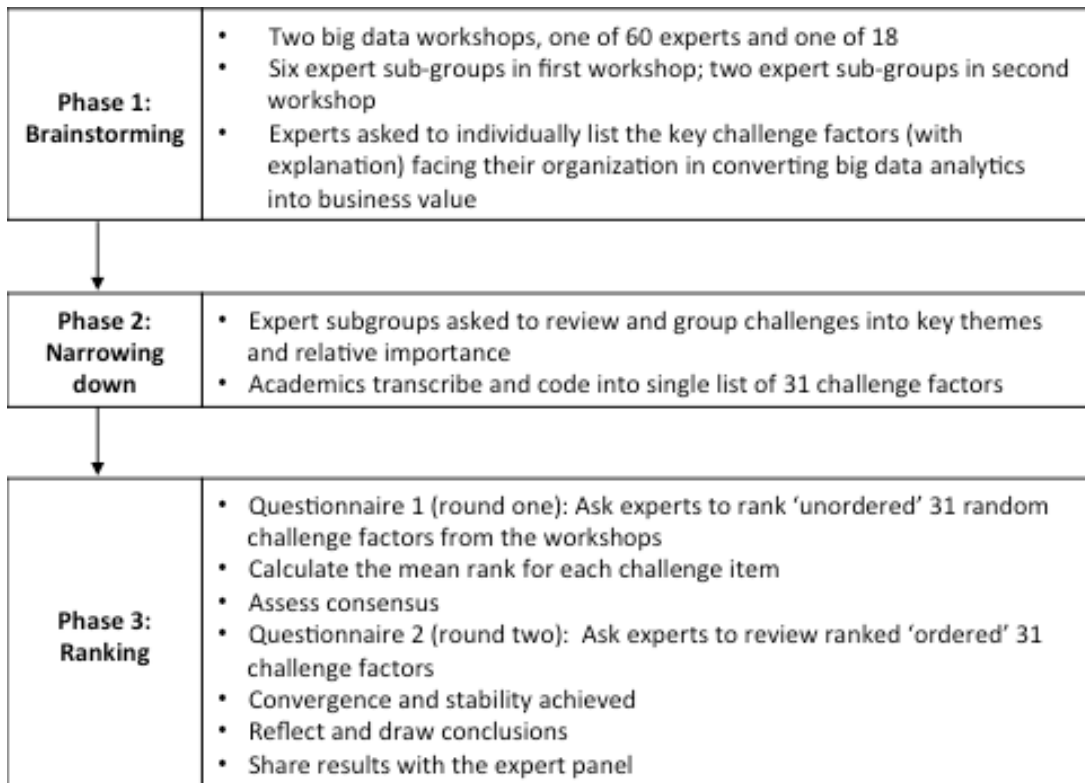 Phase 1:
Brainstorming
• Two big data workshops, one of 60 experts and one of 18
• Six expert sub-groups in first workshop; two expert sub-groups in second
workshop
• Experts asked to individually list the key challenge factors (with
explanation) facing their organization in converting big data analytics
into business value
Phase 2:
Narrowing
down
• Expert subgroups asked to review and group challenges into key themes
and relative importance
• Academics transcribe and code into single list of 31 challenge factors
Phase 3:
Ranking
• Questionnaire 1 (round one): Ask experts to rank ‘unordered’ 31 random
challenge factors from the workshops
• Calculate the mean rank for each challenge item
• Assess consensus
• Questionnaire 2 (round two): Ask experts to review ranked ‘ordered’ 31
challenge factors
• Convergence and stability achieved
• Reflect and draw conclusions
• Share results with the expert panel